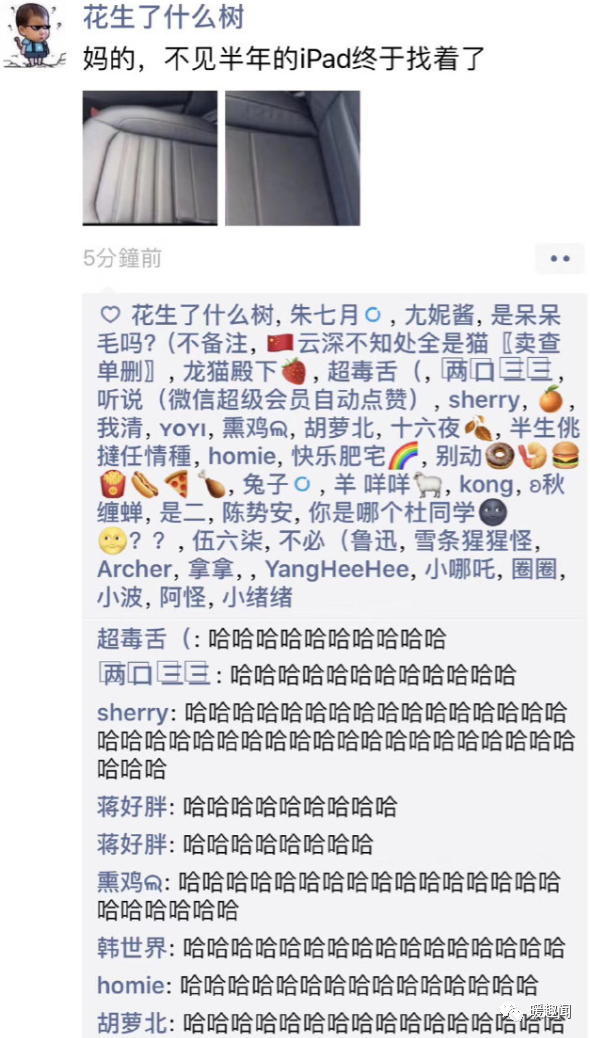 花生了什么树
妈的，不见半年的iPad终于找着了
5分鐘前
花生了什么树, 朱七月, 尢妮酱, 是呆呆
毛吗?（不备注, 🇨🇳云深不知处全是猫〖卖查
单删〗, 龙猫殿下🍓, 超毒舌（, 两口三三,
听说（微信超级会员自动点赞）, sherry, 🍊,
我清, YOYI, 熏鸡ᙏ, 胡萝北, 十六夜🍂, 半生佻
撻任情種, homie, 快乐肥宅🌈, 别动🍩🍤🍔
🍟🌭🍕🍗, 兔子, 羊 咩咩🐑, kong, ʚ秋
缠蝉, 是二, 陈势安, 你是哪个杜同学🌚
🌝？？, 伍六柒, 不必（鲁迅, 雪条猩猩怪,
Archer, 拿拿, , YangHeeHee, 小哪吒, 圈圈,
小波, 阿怪, 小绪绪
超毒舌（: 哈哈哈哈哈哈哈哈哈哈
两口三三: 哈哈哈哈哈哈哈哈哈哈哈哈
sherry: 哈哈哈哈哈哈哈哈哈哈哈哈哈哈哈哈
哈哈哈哈哈哈哈哈哈哈哈哈哈哈哈哈哈哈哈哈
哈哈哈
蒋好胖: 哈哈哈哈哈哈哈哈哈
蒋好胖: 哈哈哈哈哈哈哈哈
熏鸡ᙏ: 哈哈哈哈哈哈哈哈哈哈哈哈哈哈哈哈
哈哈哈哈哈哈
韩世界: 哈哈哈哈哈哈哈哈哈哈哈哈哈哈哈哈
homie: 哈哈哈哈哈哈哈哈哈哈哈哈哈哈哈
胡萝北: 哈哈哈哈哈哈哈哈哈哈哈哈哈哈哈哈
暖趣闻